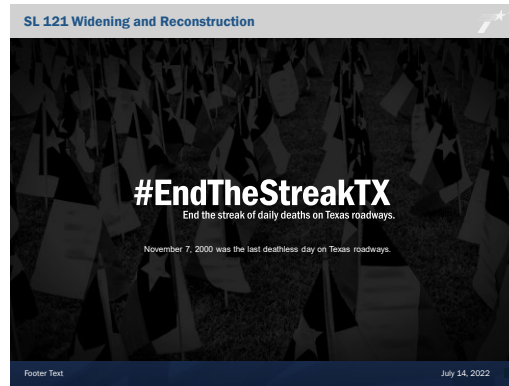 SL 121 Widening and Reconstruction
#EndTheStreakTX
End the streak of daily deaths on Texas roadways.
November 7, 2000 was the last deathless day on Texas roadways.
Footer Text
July 14, 2022